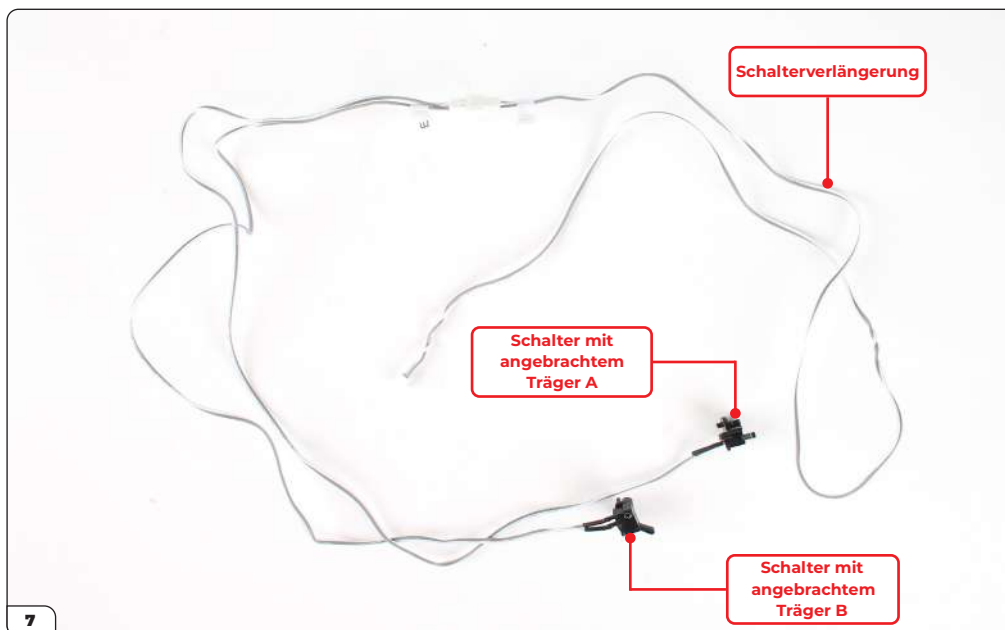 Schalterverlängerung
Schalter mit
angebrachtem
Träger A
Schalter mit
angebrachtem
Träger B
E
7